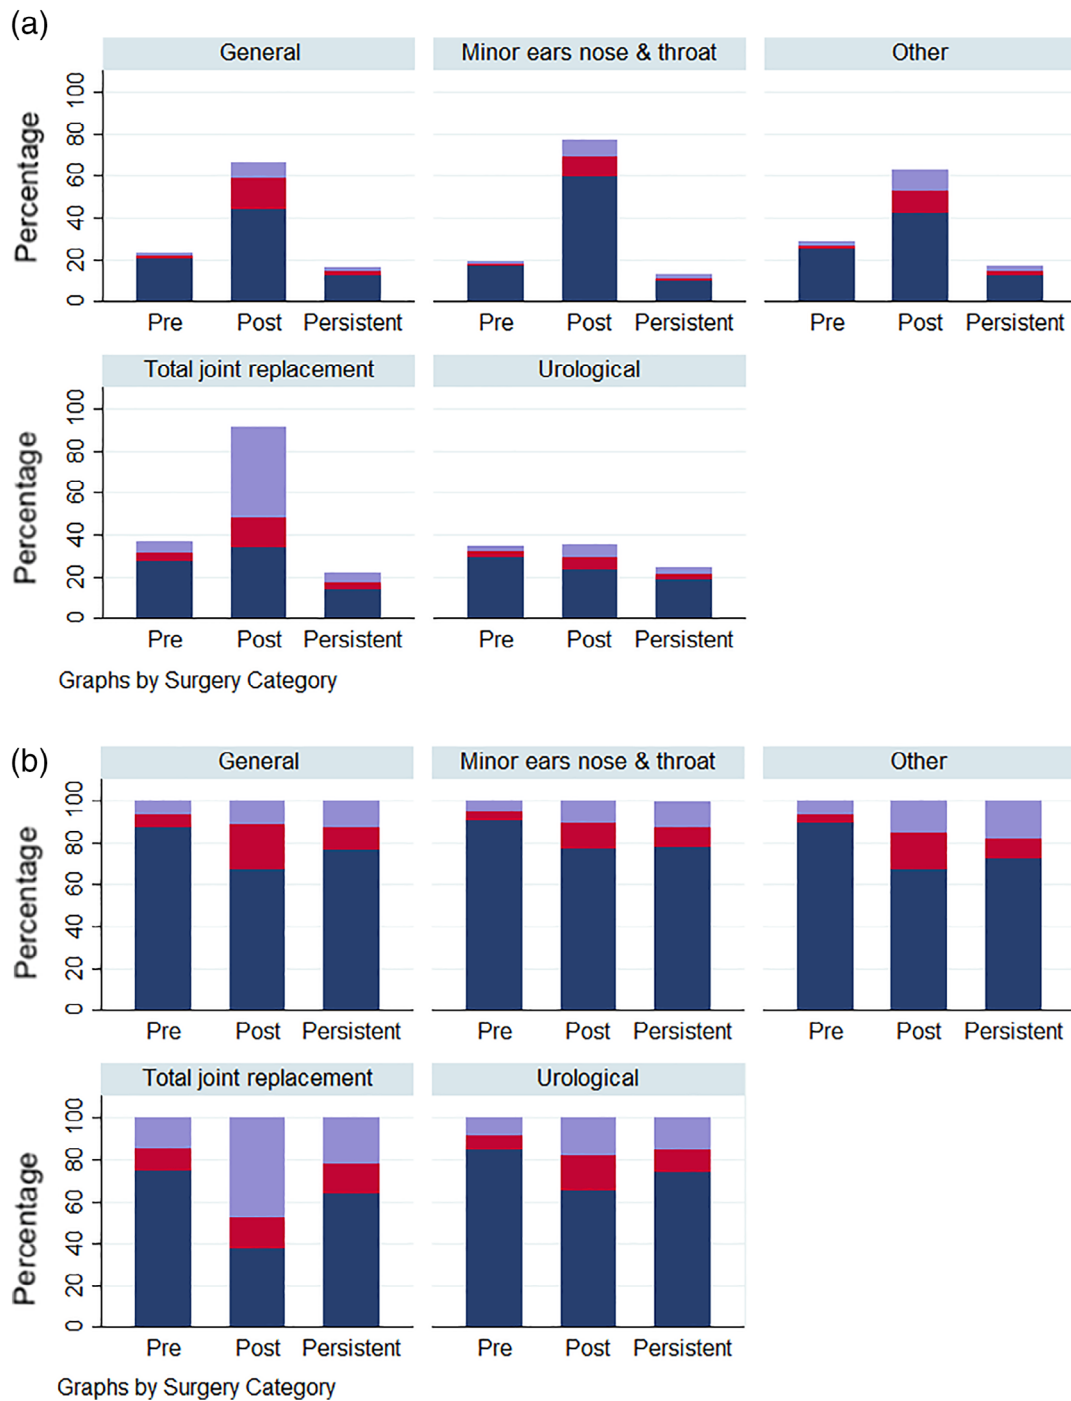 (a)
General
Minor ears nose & throat
Other
Percentage
100
80
60
40
20
0
Pre Post Persistent
Pre Post Persistent
Pre Post Persistent
Total joint replacement
Urological
Percentage
100
80
60
40
20
0
Pre Post Persistent
Pre Post Persistent
Graphs by Surgery Category
(b)
General
Minor ears nose & throat
Other
Percentage
100
80
60
40
20
0
Pre Post Persistent
Pre Post Persistent
Pre Post Persistent
Total joint replacement
Urological
Percentage
100
80
60
40
20
0
Pre Post Persistent
Pre Post Persistent
Graphs by Surgery Category